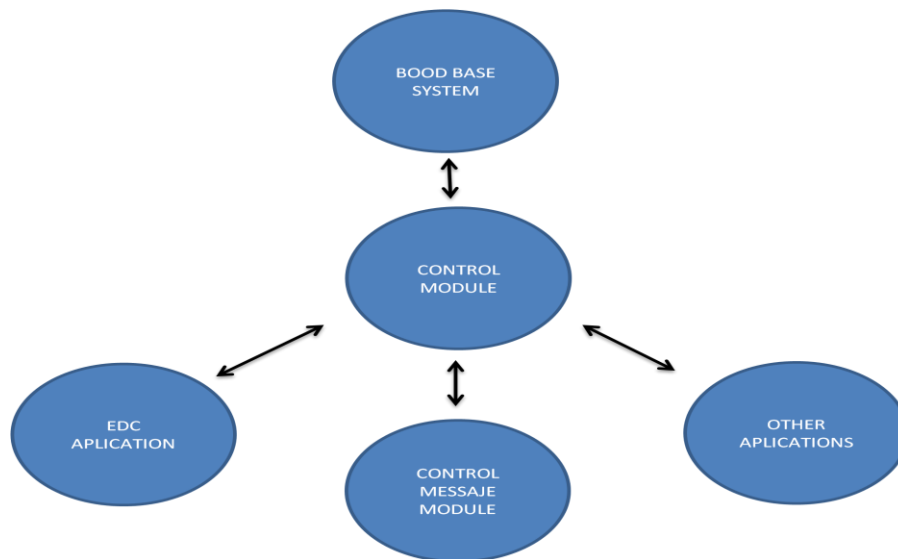 BOOD BASE
SYSTEM
CONTROL
MODULE
EDC
APLICATION
CONTROL
MESSAJE
MODULE
OTHER
APLICATIONS